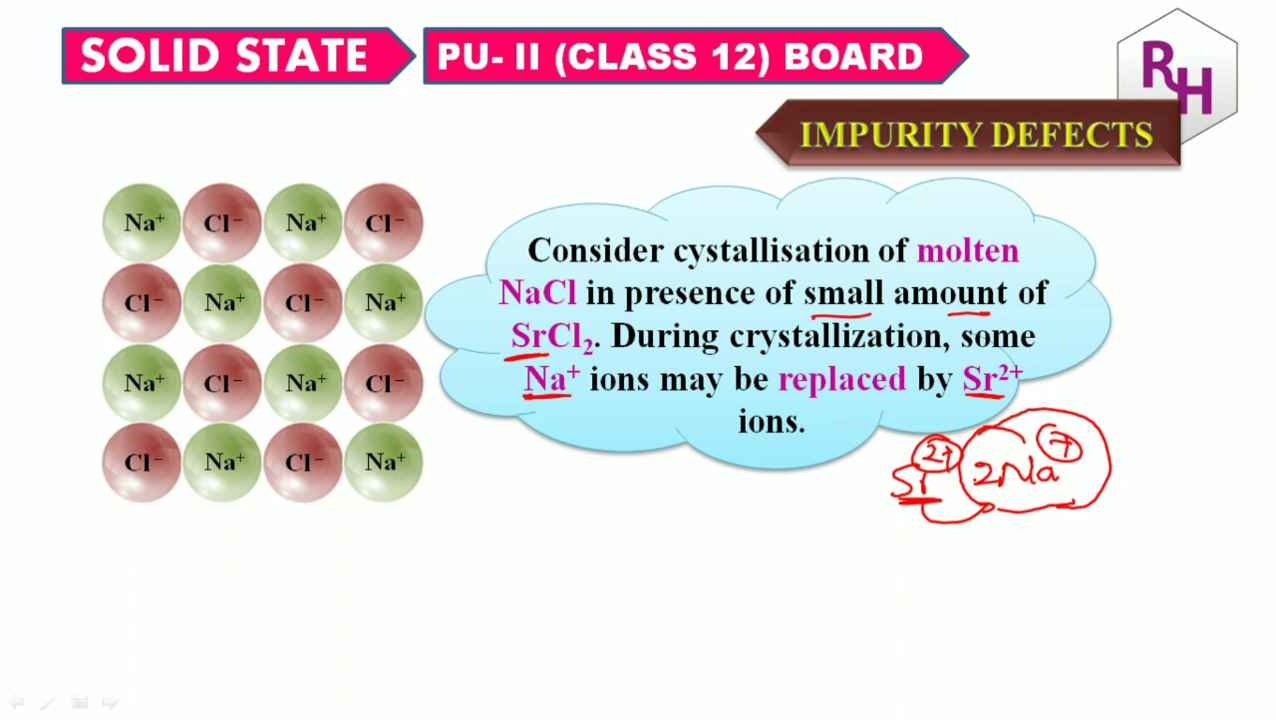 SOLID STATE
PU- II (CLASS 12) BOARD
RH
IMPURITY DEFECTS
Na⁺ Cl⁻ Na⁺ Cl⁻
Cl⁻ Na⁺ Cl⁻ Na⁺
Na⁺ Cl⁻ Na⁺ Cl⁻
Cl⁻ Na⁺ Cl⁻ Na⁺
Consider cystallisation of molten
NaCl in presence of small amount of
SrCl₂. During crystallization, some
Na⁺ ions may be replaced by Sr²⁺
ions.
Sr²⁺ 2Na⁺